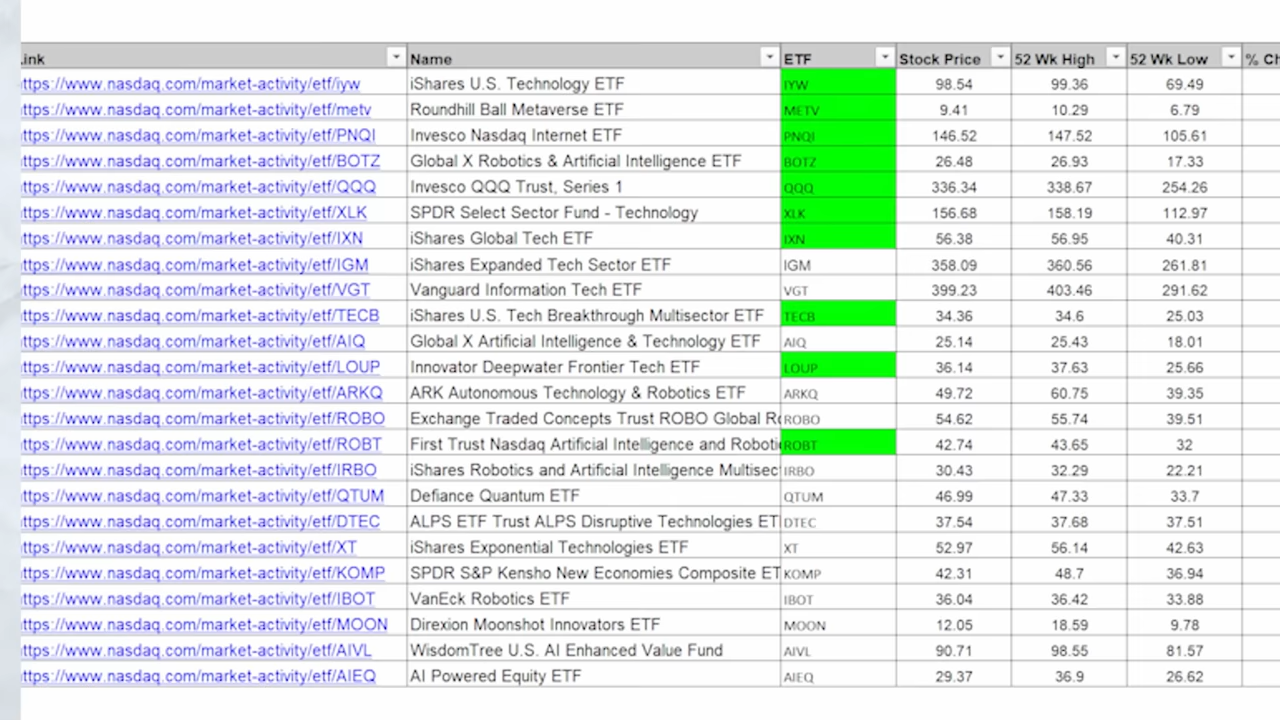 ink Name ETF Stock Price 52 Wk High 52 Wk Low % Ch
ttps://www.nasdaq.com/market-activity/etf/iyw iShares U.S. Technology ETF IYW 98.54 99.36 69.49
ttps://www.nasdaq.com/market-activity/etf/metv Roundhill Ball Metaverse ETF METV 9.41 10.29 6.79
ttps://www.nasdaq.com/market-activity/etf/PNQI Invesco Nasdaq Internet ETF PNQI 146.52 147.52 105.61
ttps://www.nasdaq.com/market-activity/etf/BOTZ Global X Robotics & Artificial Intelligence ETF BOTZ 26.48 26.93 17.33
ttps://www.nasdaq.com/market-activity/etf/QQQ Invesco QQQ Trust, Series 1 QQQ 336.34 338.67 254.26
ttps://www.nasdaq.com/market-activity/etf/XLK SPDR Select Sector Fund - Technology XLK 156.68 158.19 112.97
ttps://www.nasdaq.com/market-activity/etf/IXN iShares Global Tech ETF IXN 56.38 56.95 40.31
ttps://www.nasdaq.com/market-activity/etf/IGM iShares Expanded Tech Sector ETF IGM 358.09 360.56 261.81
ttps://www.nasdaq.com/market-activity/etf/VGT Vanguard Information Tech ETF VGT 399.23 403.46 291.62
ttps://www.nasdaq.com/market-activity/etf/TECB iShares U.S. Tech Breakthrough Multisector ETF TECB 34.36 34.6 25.03
ttps://www.nasdaq.com/market-activity/etf/AIQ Global X Artificial Intelligence & Technology ETF AIQ 25.14 25.43 18.01
ttps://www.nasdaq.com/market-activity/etf/LOUP Innovator Deepwater Frontier Tech ETF LOUP 36.14 37.63 25.66
ttps://www.nasdaq.com/market-activity/etf/ARKQ ARK Autonomous Technology & Robotics ETF ARKQ 49.72 60.75 39.35
ttps://www.nasdaq.com/market-activity/etf/ROBO Exchange Traded Concepts Trust ROBO Global Ro ROBO 54.62 55.74 39.51
ttps://www.nasdaq.com/market-activity/etf/ROBT First Trust Nasdaq Artificial Intelligence and Roboti ROBT 42.74 43.65 32
ttps://www.nasdaq.com/market-activity/etf/IRBO iShares Robotics and Artificial Intelligence Multisec IRBO 30.43 32.29 22.21
ttps://www.nasdaq.com/market-activity/etf/QTUM Defiance Quantum ETF QTUM 46.99 47.33 33.7
ttps://www.nasdaq.com/market-activity/etf/DTEC ALPS ETF Trust ALPS Disruptive Technologies ET DTEC 37.54 37.68 37.51
ttps://www.nasdaq.com/market-activity/etf/XT iShares Exponential Technologies ETF XT 52.97 56.14 42.63
ttps://www.nasdaq.com/market-activity/etf/KOMP SPDR S&P Kensho New Economies Composite ET KOMP 42.31 48.7 36.94
ttps://www.nasdaq.com/market-activity/etf/IBOT VanEck Robotics ETF IBOT 36.04 36.42 33.88
ttps://www.nasdaq.com/market-activity/etf/MOON Direxion Moonshot Innovators ETF MOON 12.05 18.59 9.78
ttps://www.nasdaq.com/market-activity/etf/AIVL WisdomTree U.S. AI Enhanced Value Fund AIVL 90.71 98.55 81.57
ttps://www.nasdaq.com/market-activity/etf/AIEQ AI Powered Equity ETF AIEQ 29.37 36.9 26.62